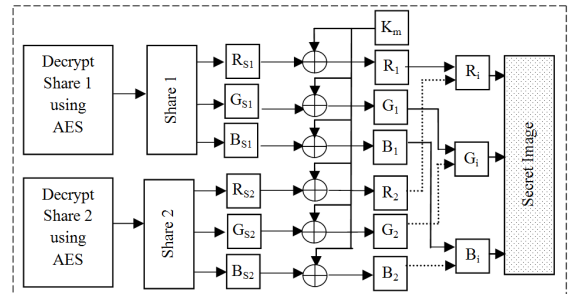 Decrypt
Share 1
using
AES
Share 1
R_S1
G_S1
B_S1
K_m
R_1
G_1
B_1
R_i
G_i
B_i
Secret Image
Decrypt
Share 2
using
AES
Share 2
R_S2
G_S2
B_S2
R_2
G_2
B_2